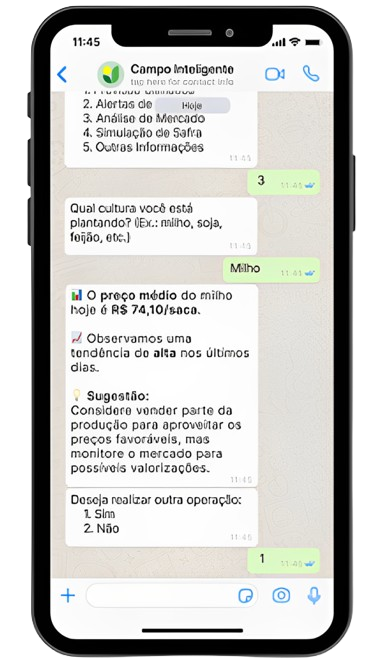 11:45
Campo Inteligente
tap here for contact info
2. Alertas de
Hoje
3. Análise de Mercado
4. Simulação de Safra
5. Outras Informações
11:45
3 11:45
Qual cultura você está
plantando? (Ex.: milho, soja,
feijão, etc.)
11:45
Milho 11:45
O preço médio do milho
hoje é R$ 74,10/saca.
Observamos uma
tendência de alta nos últimos
dias.
Sugestão:
Considere vender parte da
produção para aproveitar os
preços favoráveis, mas
monitore o mercado para
possíveis valorizações.
11:45
Deseja realizar outra operação:
1. Sim
2. Não
11:45
1 11:45